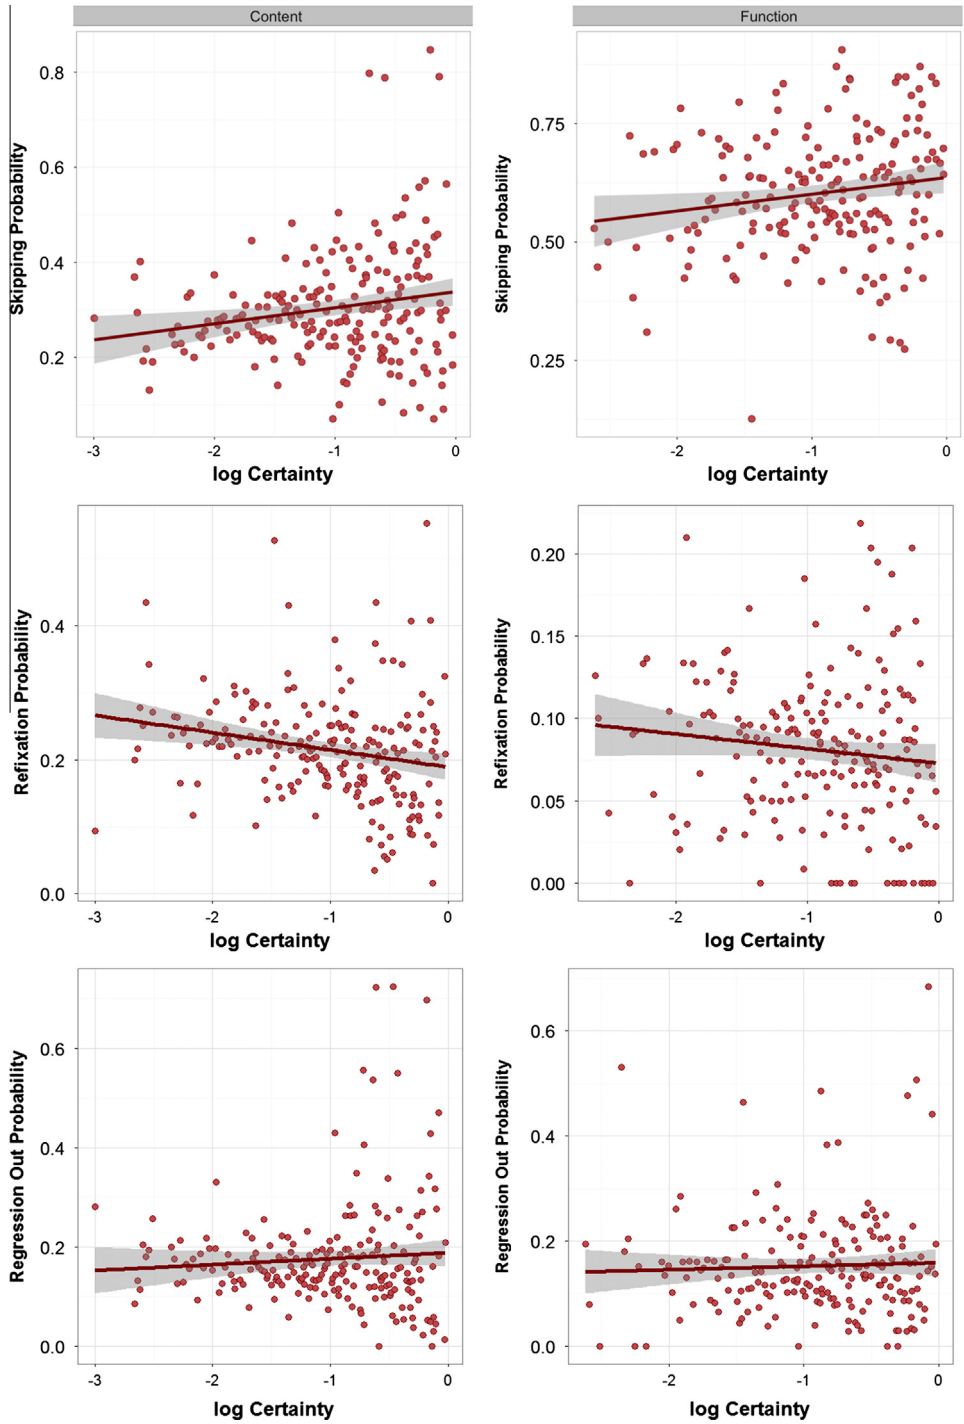 Content Function
Skipping Probability
0.8
0.6
0.4
0.2
-3 -2 -1 0
log Certainty
Skipping Probability
0.75
0.50
0.25
-2 -1 0
log Certainty
Refixation Probability
0.4
0.2
0.0
-3 -2 -1 0
log Certainty
Refixation Probability
0.20
0.15
0.10
0.05
0.00
-2 -1 0
log Certainty
Regression Out Probability
0.6
0.4
0.2
0.0
-3 -2 -1 0
log Certainty
Regression Out Probability
0.6
0.4
0.2
0.0
-2 -1 0
log Certainty